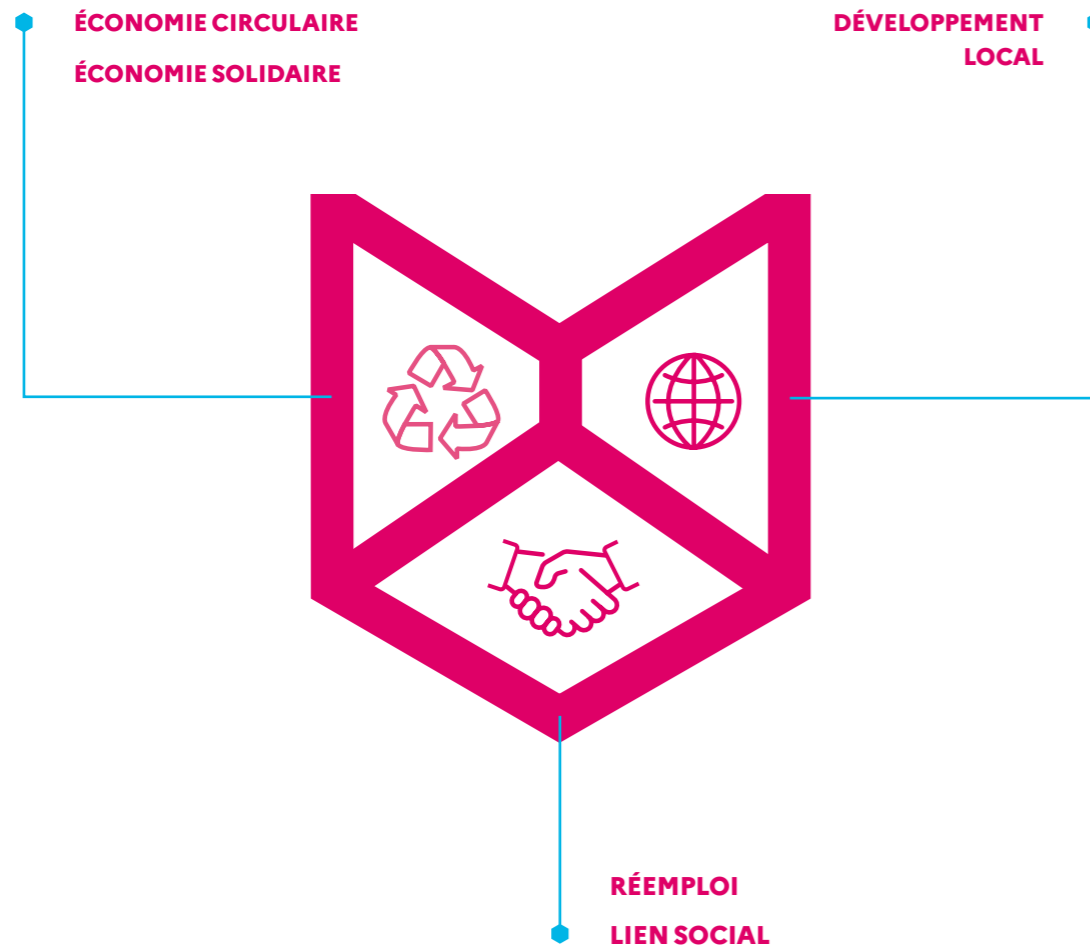 ÉCONOMIE CIRCULAIRE
ÉCONOMIE SOLIDAIRE
DÉVELOPPEMENT
LOCAL
RÉEMPLOI
LIEN SOCIAL